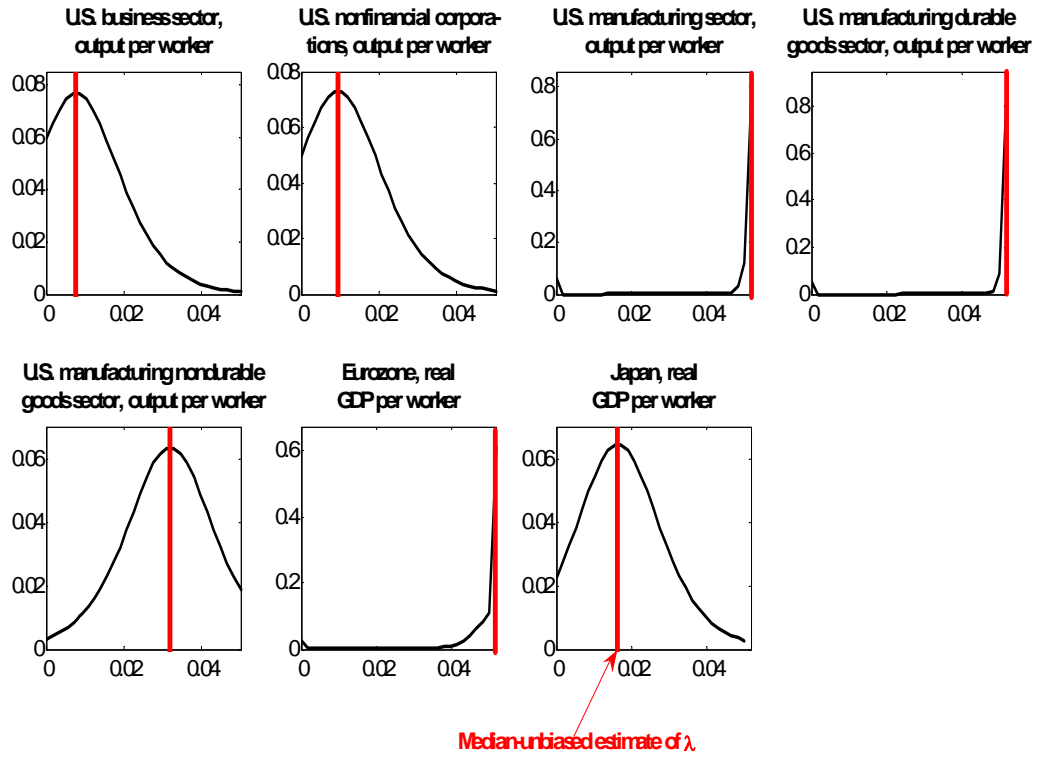 U.S. business sector,
output per worker
U.S. nonfinancial corpora-
tions, output per worker
U.S. manufacturing sector,
output per worker
U.S. manufacturing durable
goods sector, output per worker
0.08
0.06
0.04
0.02
0
0 0.02 0.04
0.08
0.06
0.04
0.02
0
0 0.02 0.04
0.8
0.6
0.4
0.2
0
0 0.02 0.04
0.8
0.6
0.4
0.2
0
0 0.02 0.04
U.S. manufacturing nondurable
goods sector, output per worker
Eurozone, real
GDP per worker
Japan, real
GDP per worker
0.06
0.04
0.02
0
0 0.02 0.04
0.6
0.4
0.2
0
0 0.02 0.04
0.06
0.04
0.02
0
0 0.02 0.04
Median-unbiased estimate of λ